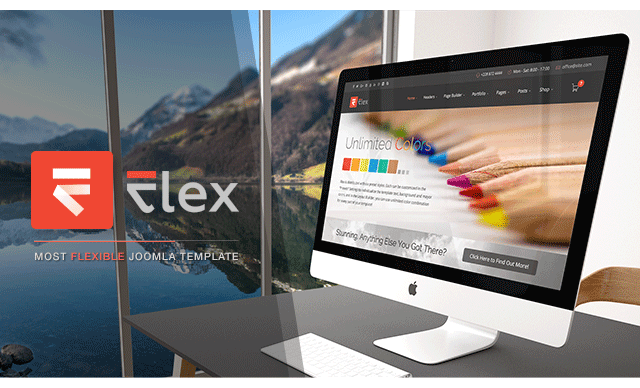 Flex
MOST FLEXIBLE JOOMLA TEMPLATE
Flex
Home
Headers
Page Builder
Portfolio
Pages
Posts
Shop
Unlimited Colors
Stunning. Anything Else You Got There?
Click Here to Find Out More!